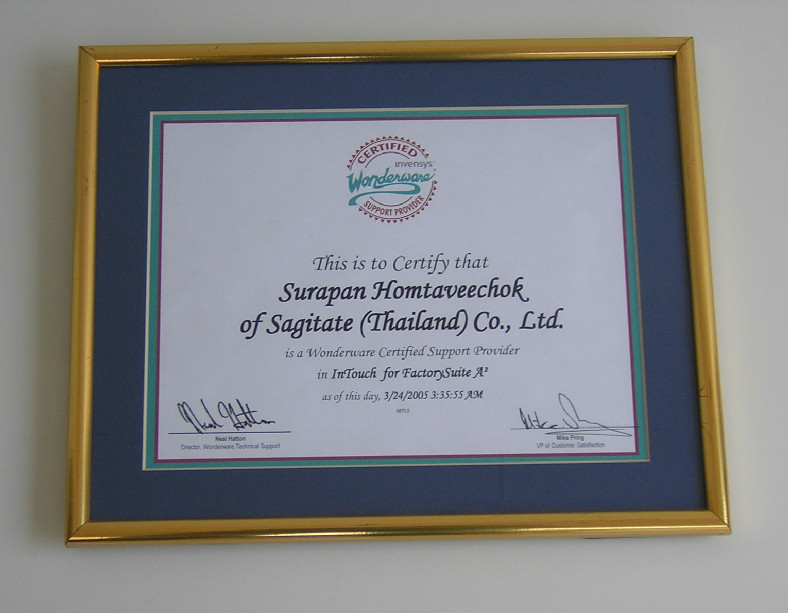 CERTIFIED
invensys
Wonderware
SUPPORT PROVIDER
This is to Certify that
Surapan Homtaveechok
of Sagitate (Thailand) Co., Ltd.
is a Wonderware Certified Support Provider
in InTouch for FactorySuite A²
as of this day, 3/24/2005 3:35:55 AM
Neal Hatton
Neal Hatton
Director, Wonderware Technical Support
Mike Pring
VP of Customer Satisfaction